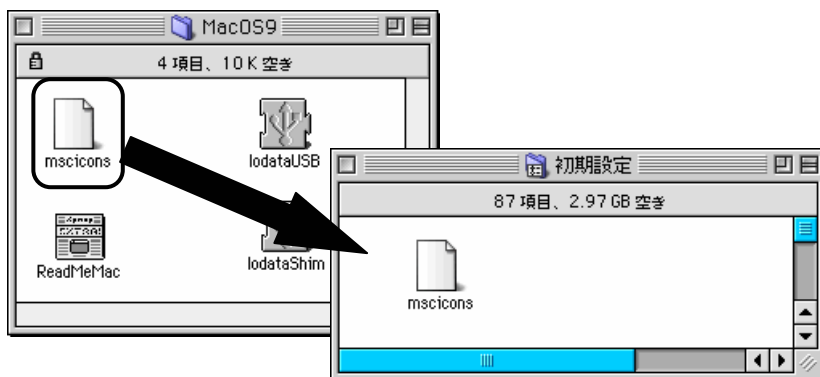 MacOS9
4 項目、10 K 空き
mscicons
IodataUSB
ReadMeMac
IodataShim
初期設定
87 項目、2.97 GB 空き
mscicons